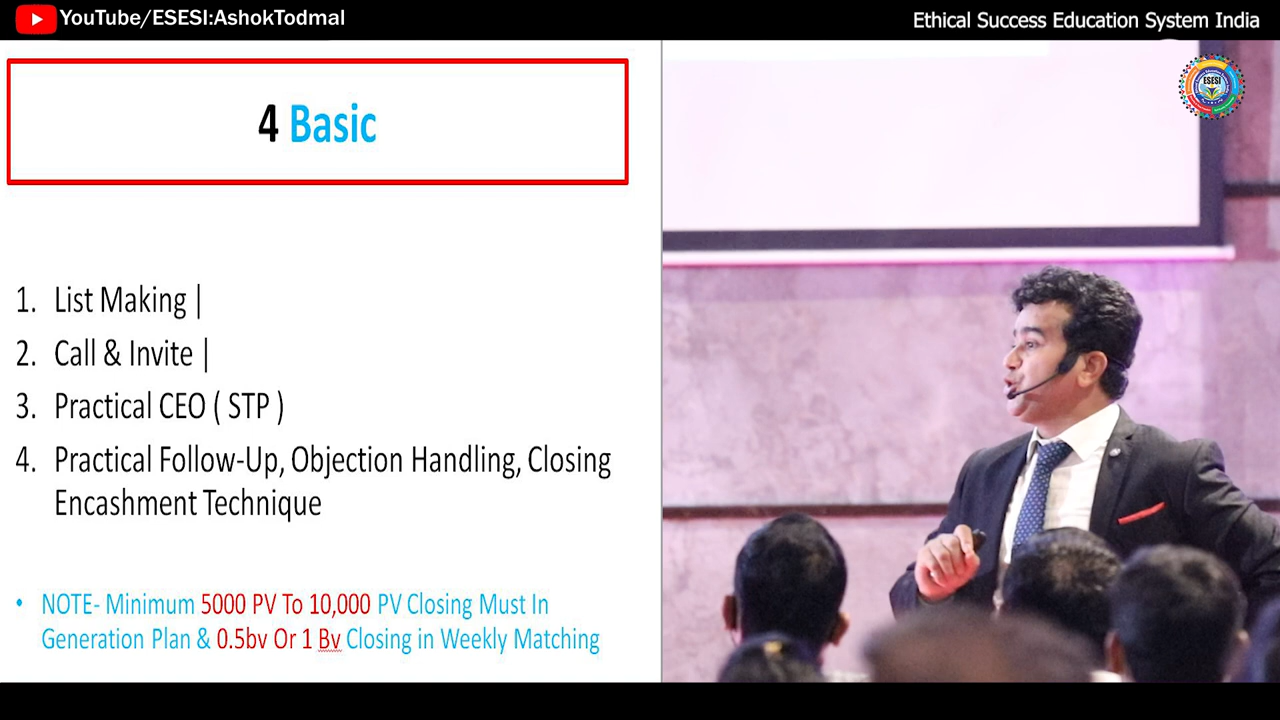 YouTube/ESESI:AshokTodmal
Ethical Success Education System India
ESESI
4 Basic
1. List Making |
2. Call & Invite |
3. Practical CEO ( STP )
4. Practical Follow-Up, Objection Handling, Closing
Encashment Technique
• NOTE- Minimum 5000 PV To 10,000 PV Closing Must In
Generation Plan & 0.5bv Or 1 Bv Closing in Weekly Matching